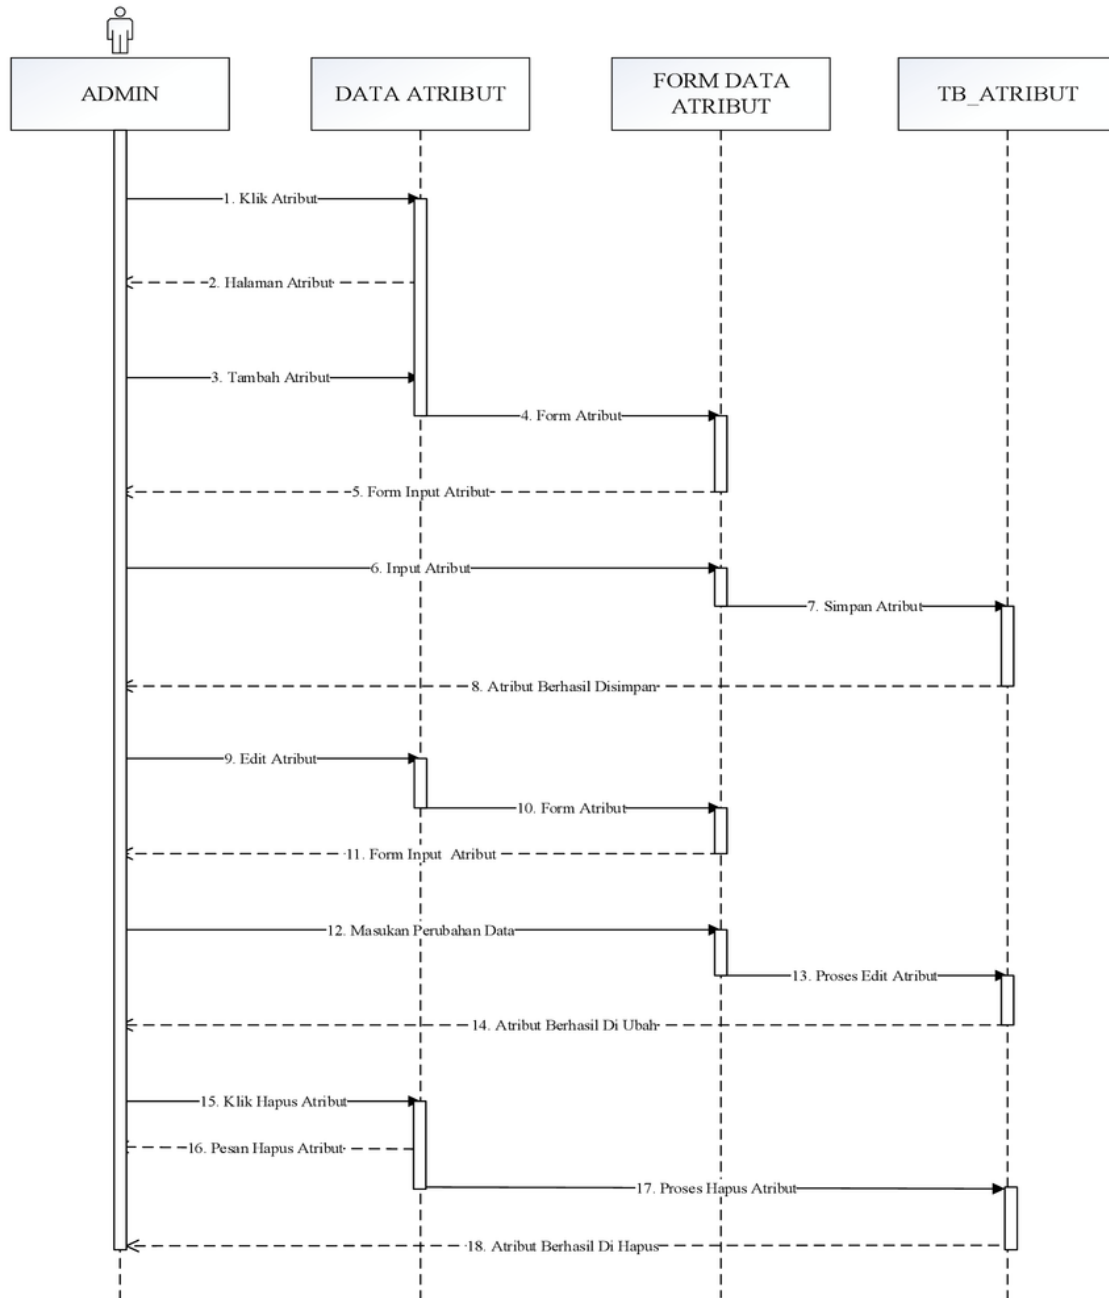 ADMIN
DATA ATRIBUT
FORM DATA
ATRIBUT
TB_ATRIBUT
1. Klik Atribut
2. Halaman Atribut
3. Tambah Atribut
4. Form Atribut
5. Form Input Atribut
6. Input Atribut
7. Simpan Atribut
8. Atribut Berhasil Disimpan
9. Edit Atribut
10. Form Atribut
11. Form Input Atribut
12. Masukan Perubahan Data
13. Proses Edit Atribut
14. Atribut Berhasil Di Ubah
15. Klik Hapus Atribut
16. Pesan Hapus Atribut
17. Proses Hapus Atribut
18. Atribut Berhasil Di Hapus